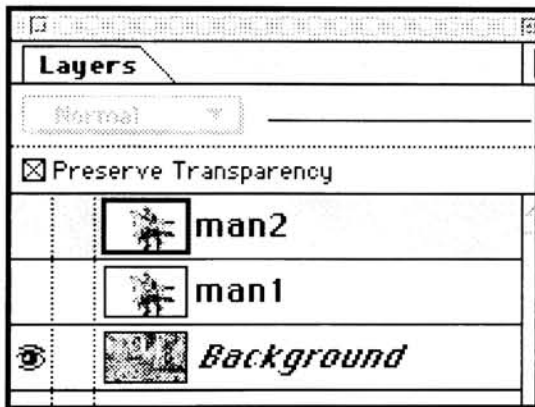 Layers
Normal
Preserve Transparency
man2
man1
Background